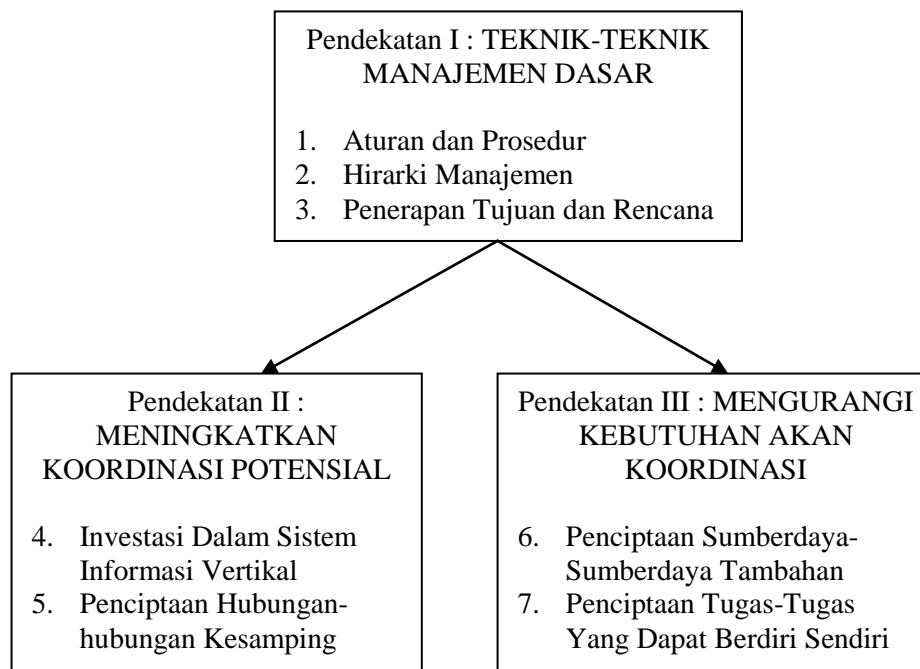 Pendekatan I : TEKNIK-TEKNIK
MANAJEMEN DASAR
1. Aturan dan Prosedur
2. Hirarki Manajemen
3. Penerapan Tujuan dan Rencana
Pendekatan II :
MENINGKATKAN
KOORDINASI POTENSIAL
4. Investasi Dalam Sistem
Informasi Vertikal
5. Penciptaan Hubungan-
hubungan Kesamping
Pendekatan III : MENGURANGI
KEBUTUHAN AKAN
KOORDINASI
6. Penciptaan Sumberdaya-
Sumberdaya Tambahan
7. Penciptaan Tugas-Tugas
Yang Dapat Berdiri Sendiri